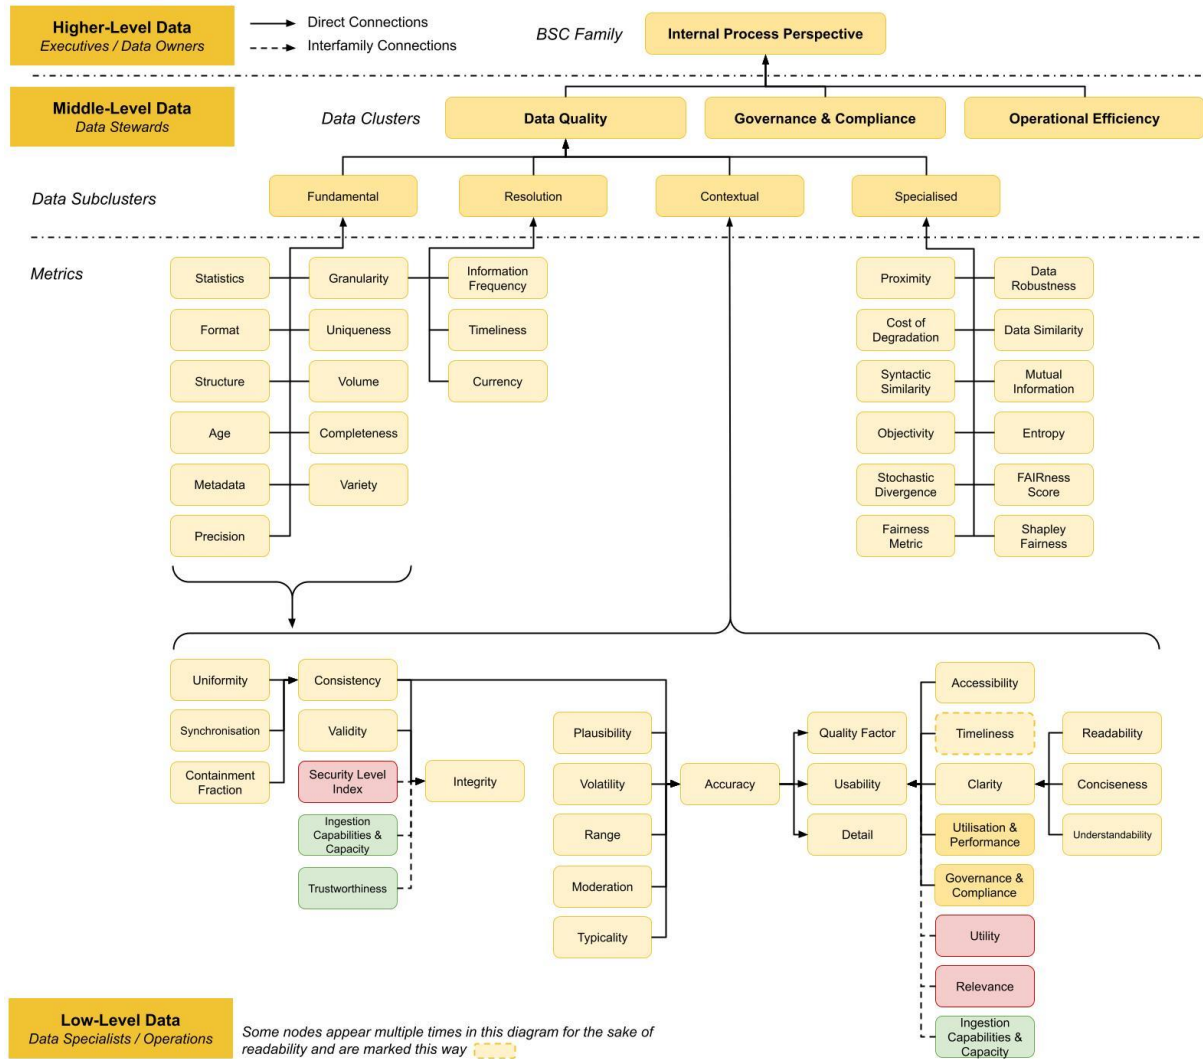 Higher-Level Data
Executives / Data Owners
Direct Connections
Interfamily Connections
BSC Family
Internal Process Perspective
Middle-Level Data
Data Stewards
Data Clusters
Data Quality
Governance & Compliance
Operational Efficiency
Data Subclusters
Fundamental
Resolution
Contextual
Specialised
Metrics
Statistics
Granularity
Information
Frequency
Proximity
Data
Robustness
Format
Uniqueness
Timeliness
Cost of
Degradation
Data Similarity
Structure
Volume
Currency
Syntactic
Similarity
Mutual
Information
Age
Completeness
Objectivity
Entropy
Metadata
Variety
Stochastic
Divergence
FAIRness
Score
Precision
Fairness
Metric
Shapley
Fairness
Uniformity
Consistency
Accessibility
Synchronisation
Validity
Plausibility
Quality Factor
Timeliness
Readability
Containment
Fraction
Security Level
Index
Integrity
Volatility
Accuracy
Usability
Clarity
Conciseness
Ingestion
Capabilities &
Capacity
Range
Detail
Utilisation &
Performance
Understandability
Trustworthiness
Moderation
Governance &
Compliance
Typicality
Utility
Relevance
Ingestion
Capabilities &
Capacity
Low-Level Data
Data Specialists / Operations
Some nodes appear multiple times in this diagram for the sake of
readability and are marked this way